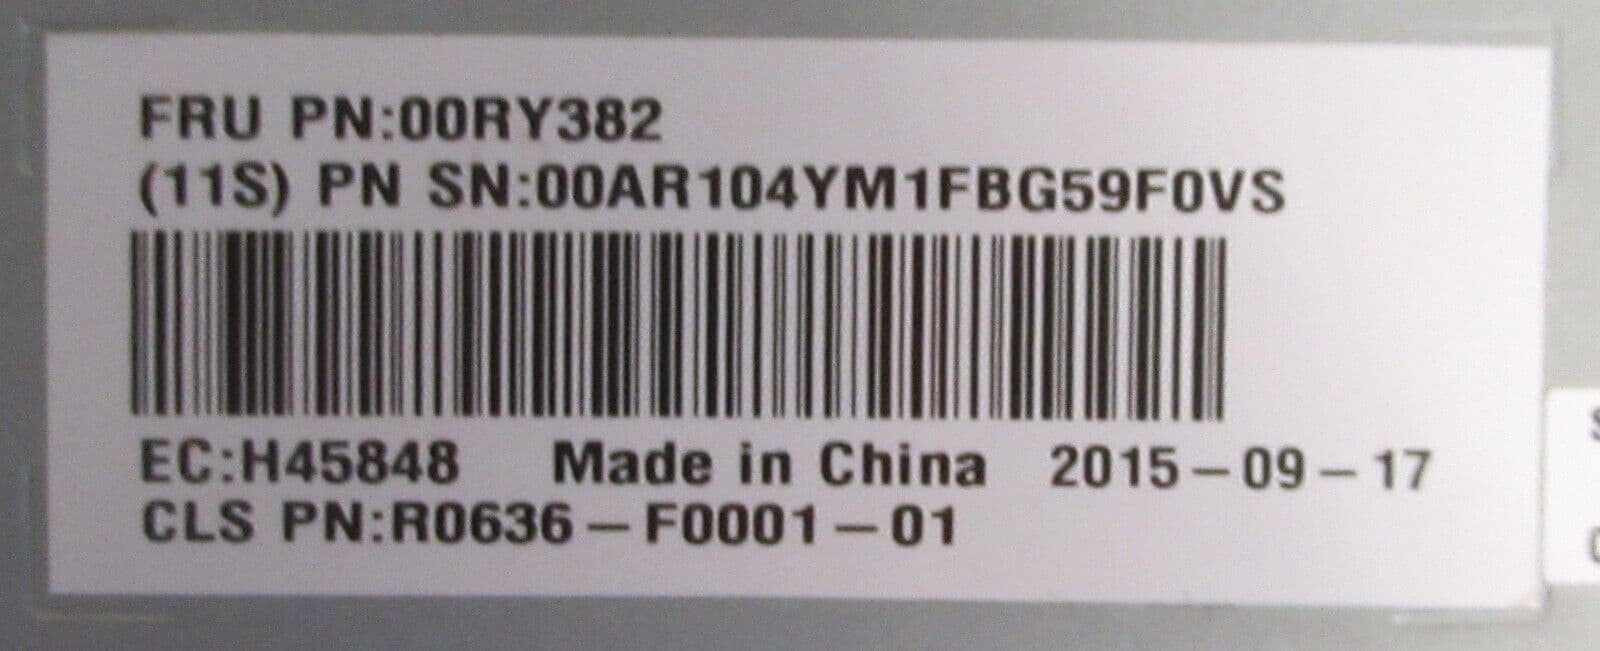 FRU PN:00RY382
(11S) PN SN:00AR104YM1FBG59F0VS
EC:H45848 Made in China 2015-09-17
CLS PN:R0636-F0001-01